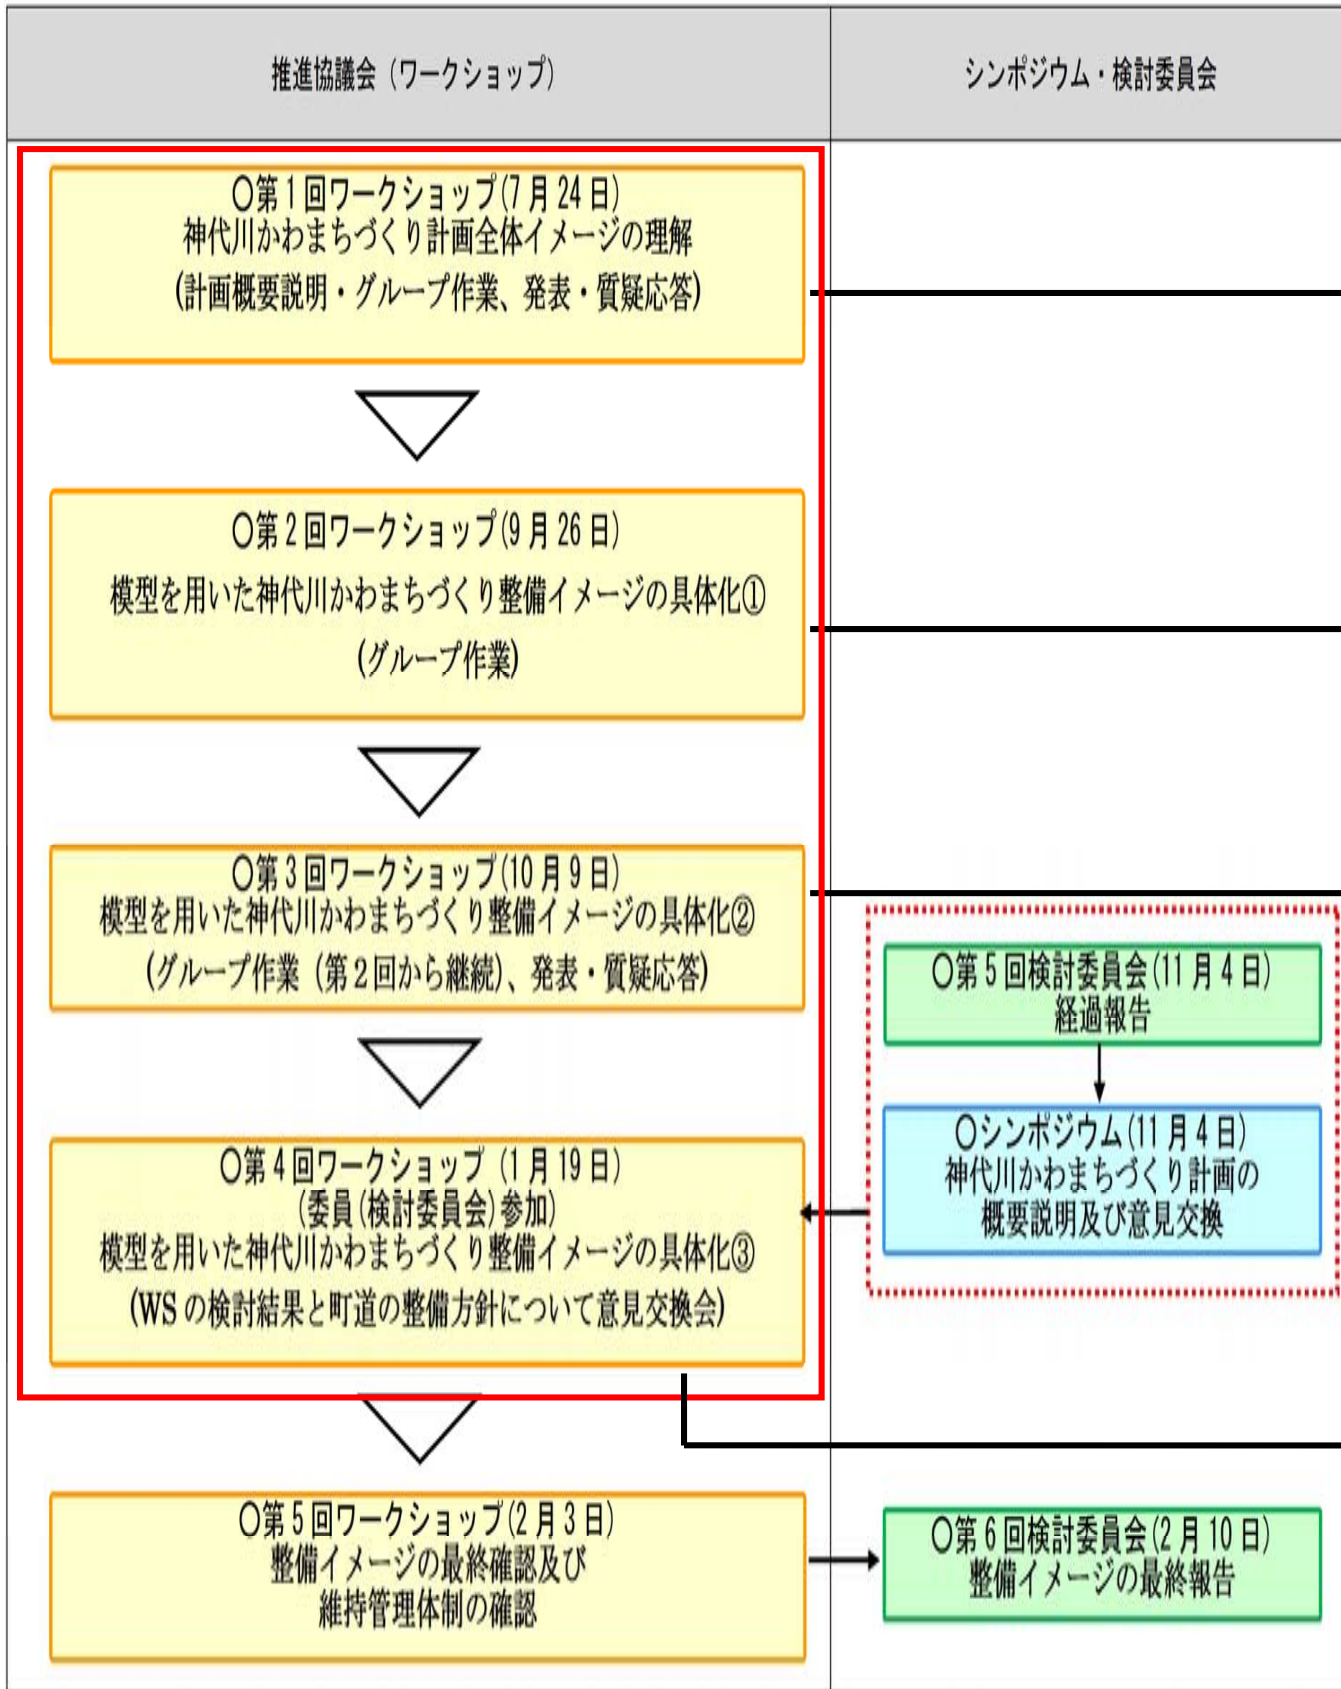 推進協議会（ワークショップ）
シンポジウム・検討委員会
〇第1回ワークショップ(7月24日)
神代川かわまちづくり計画全体イメージの理解
(計画概要説明・グループ作業、発表・質疑応答)
〇第2回ワークショップ(9月26日)
模型を用いた神代川かわまちづくり整備イメージの具体化①
(グループ作業)
〇第3回ワークショップ(10月9日)
模型を用いた神代川かわまちづくり整備イメージの具体化②
(グループ作業（第2回から継続)、発表・質疑応答)
〇第5回検討委員会(11月4日)
経過報告
〇シンポジウム(11月4日)
神代川かわまちづくり計画の
概要説明及び意見交換
〇第4回ワークショップ（1月19日)
(委員(検討委員会)参加)
模型を用いた神代川かわまちづくり整備イメージの具体化③
(WSの検討結果と町道の整備方針について意見交換会)
〇第5回ワークショップ(2月3日)
整備イメージの最終確認及び
維持管理体制の確認
〇第6回検討委員会(2月10日)
整備イメージの最終報告